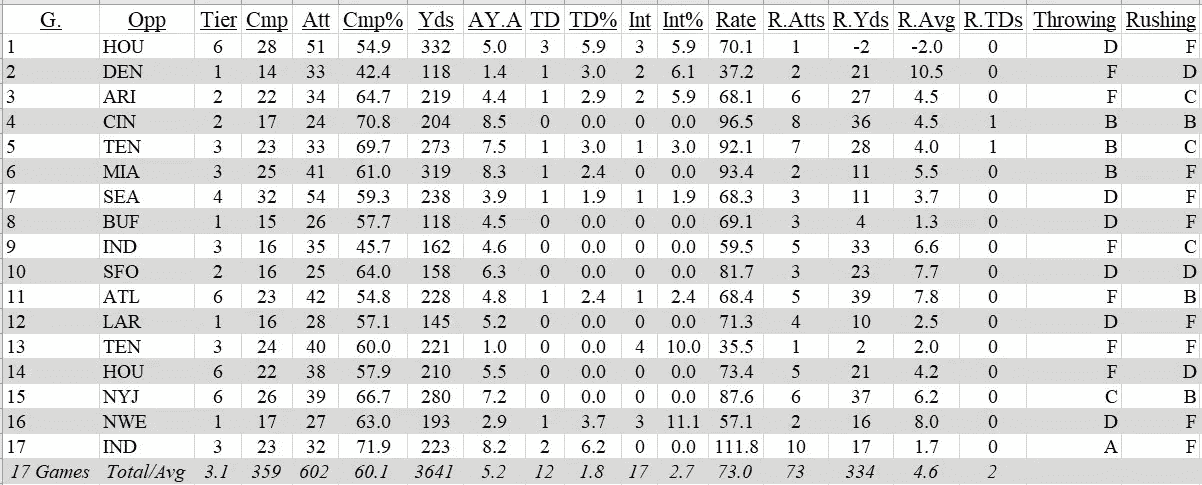 G. Opp Tier Cmp Att Cmp% Yds AY.A TD TD% Int Int% Rate R.Atts R.Yds R.Avg R.TDs Throwing Rushing
1 HOU 6 28 51 54.9 332 5.0 3 5.9 3 5.9 70.1 1 -2 -2.0 0 D F
2 DEN 1 14 33 42.4 118 1.4 1 3.0 2 6.1 37.2 2 21 10.5 0 F D
3 ARI 2 22 34 64.7 219 4.4 1 2.9 2 5.9 68.1 6 27 4.5 0 F C
4 CIN 2 17 24 70.8 204 8.5 0 0.0 0 0.0 96.5 8 36 4.5 1 B B
5 TEN 3 23 33 69.7 273 7.5 1 3.0 1 3.0 92.1 7 28 4.0 1 B C
6 MIA 3 25 41 61.0 319 8.3 1 2.4 0 0.0 93.4 2 11 5.5 0 B F
7 SEA 4 32 54 59.3 238 3.9 1 1.9 1 1.9 68.3 3 11 3.7 0 D F
8 BUF 1 15 26 57.7 118 4.5 0 0.0 0 0.0 69.1 3 4 1.3 0 D F
9 IND 3 16 35 45.7 162 4.6 0 0.0 0 0.0 59.5 5 33 6.6 0 F C
10 SFO 2 16 25 64.0 158 6.3 0 0.0 0 0.0 81.7 3 23 7.7 0 D D
11 ATL 6 23 42 54.8 228 4.8 1 2.4 1 2.4 68.4 5 39 7.8 0 F B
12 LAR 1 16 28 57.1 145 5.2 0 0.0 0 0.0 71.3 4 10 2.5 0 D F
13 TEN 3 24 40 60.0 221 1.0 0 0.0 4 10.0 35.5 1 2 2.0 0 F F
14 HOU 6 22 38 57.9 210 5.5 0 0.0 0 0.0 73.4 5 21 4.2 0 F D
15 NYJ 6 26 39 66.7 280 7.2 0 0.0 0 0.0 87.6 6 37 6.2 0 C B
16 NWE 1 17 27 63.0 193 2.9 1 3.7 3 11.1 57.1 2 16 8.0 0 D F
17 IND 3 23 32 71.9 223 8.2 2 6.2 0 0.0 111.8 10 17 1.7 0 A F
17 Games Total/Avg 3.1 359 602 60.1 3641 5.2 12 1.8 17 2.7 73.0 73 334 4.6 2